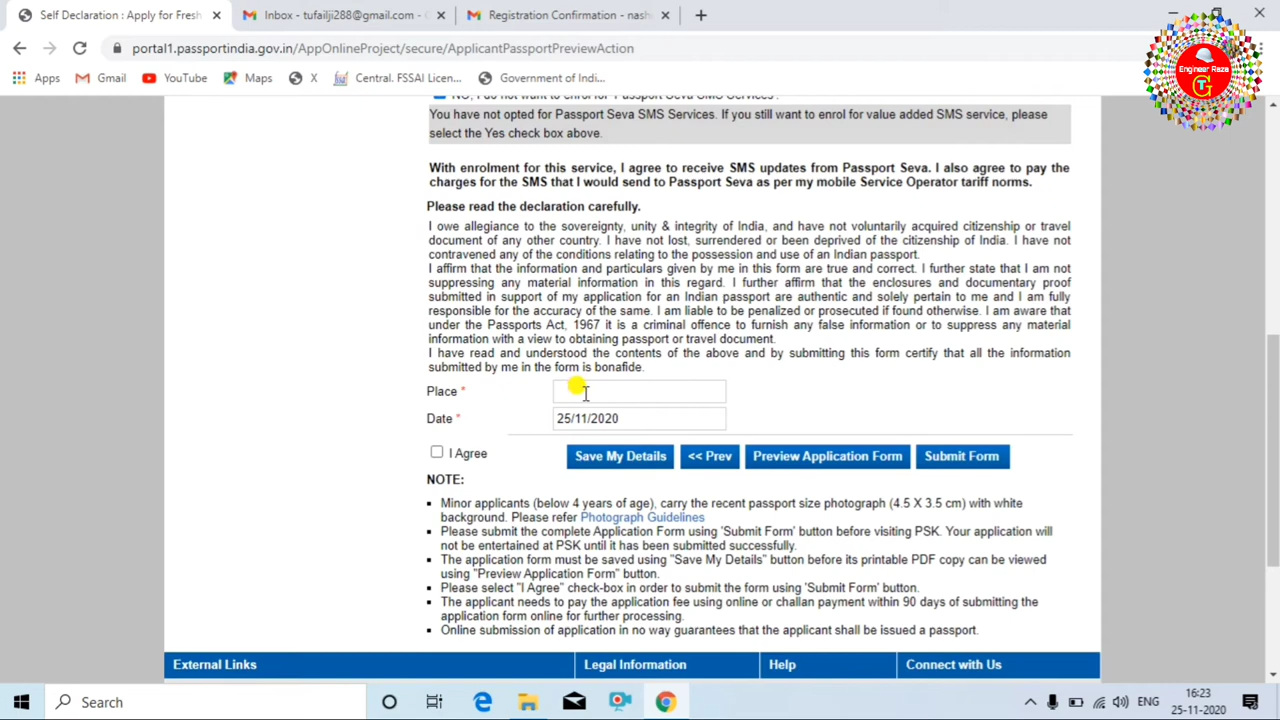 Self Declaration : Apply for Fresh
Inbox - tufailji288@gmail.com -
Registration Confirmation - nash
portal1.passportindia.gov.in/AppOnlineProject/secure/ApplicantPassportPreviewAction
Apps Gmail YouTube Maps X Central. FSSAI Licen... Government of Indi...
Engineer Raza
No, I do not want to enrol for Passport Seva SMS Services .
You have not opted for Passport Seva SMS Services. If you still want to enrol for value added SMS service, please
select the Yes check box above.
With enrolment for this service, I agree to receive SMS updates from Passport Seva. I also agree to pay the
charges for the SMS that I would send to Passport Seva as per my mobile Service Operator tariff norms.
Please read the declaration carefully.
I owe allegiance to the sovereignty, unity & integrity of India, and have not voluntarily acquired citizenship or travel
document of any other country. I have not lost, surrendered or been deprived of the citizenship of India. I have not
contravened any of the conditions relating to the possession and use of an Indian passport.
I affirm that the information and particulars given by me in this form are true and correct. I further state that I am not
suppressing any material information in this regard. I further affirm that the enclosures and documentary proof
submitted in support of my application for an Indian passport are authentic and solely pertain to me and I am fully
responsible for the accuracy of the same. I am liable to be penalized or prosecuted if found otherwise. I am aware that
under the Passports Act, 1967 it is a criminal offence to furnish any false information or to suppress any material
information with a view to obtaining passport or travel document.
I have read and understood the contents of the above and by submitting this form certify that all the information
submitted by me in the form is bonafide.
Place *
Date * 25/11/2020
I Agree Save My Details << Prev Preview Application Form Submit Form
NOTE:
Minor applicants (below 4 years of age), carry the recent passport size photograph (4.5 X 3.5 cm) with white
background. Please refer Photograph Guidelines
Please submit the complete Application Form using 'Submit Form' button before visiting PSK. Your application will
not be entertained at PSK until it has been submitted successfully.
The application form must be saved using "Save My Details" button before its printable PDF copy can be viewed
using "Preview Application Form" button.
Please select "I Agree" check-box in order to submit the form using 'Submit Form' button.
The applicant needs to pay the application fee using online or challan payment within 90 days of submitting the
application form online for further processing.
Online submission of application in no way guarantees that the applicant shall be issued a passport.
External Links Legal Information Help Connect with Us
Search
ENG
16:23
25-11-2020